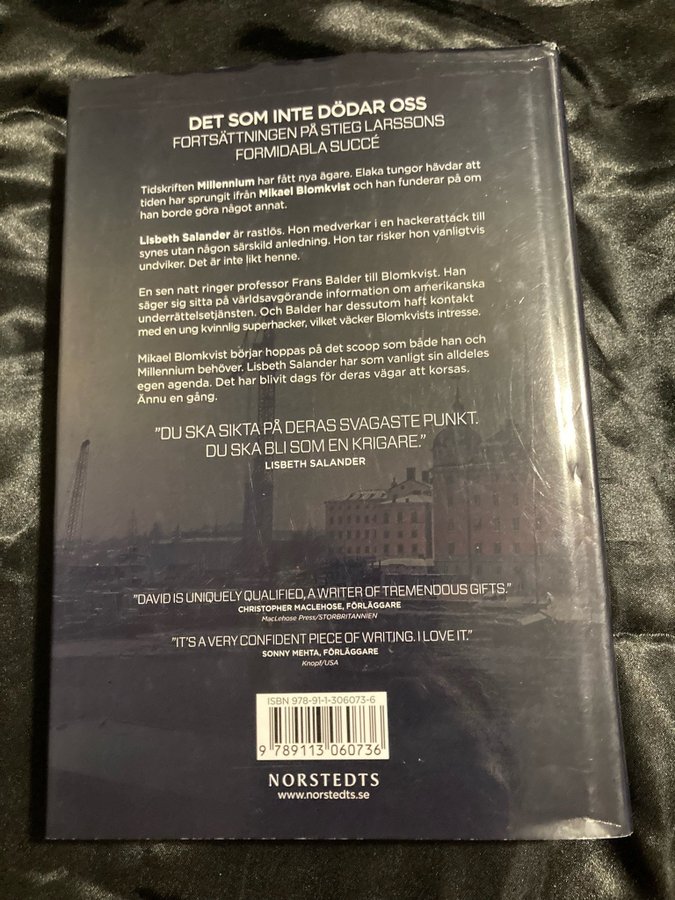 DET SOM INTE DÖDAR OSS
FORTSÄTTNINGEN PÅ STIEG LARSSONS
FORMIDABLA SUCCÉ
Tidskriften Millennium har fått nya ägare. Elaka tungor hävdar att
tiden har sprungit ifrån Mikael Blomkvist och han funderar på om
han borde göra något annat.
Lisbeth Salander är rastlös. Hon medverkar i en hackerattack till
synes utan någon särskild anledning. Hon tar risker hon vanligtvis
undviker. Det är inte likt henne.
En sen natt ringer professor Frans Balder till Blomkvist. Han
säger sig sitta på världsavgörande information om amerikanska
underrättelsetjänsten. Och Balder har dessutom haft kontakt
med en ung kvinnlig superhacker, vilket väcker Blomkvists intresse.
Mikael Blomkvist börjar hoppas på det scoop som både han och
Millennium behöver. Lisbeth Salander har som vanligt sin alldeles
egen agenda. Det har blivit dags för deras vägar att korsas.
Ännu en gång.
"DU SKA SIKTA PÅ DERAS SVAGASTE PUNKT.
DU SKA BLI SOM EN KRIGARE."
LISBETH SALANDER
"DAVID IS UNIQUELY QUALIFIED, A WRITER OF TREMENDOUS GIFTS."
CHRISTOPHER MACLEHOSE, FÖRLÄGGARE
MacLehose Press/STORBRITANNIEN
"IT'S A VERY CONFIDENT PIECE OF WRITING. I LOVE IT."
SONNY MEHTA, FÖRLÄGGARE
Knopf/USA
ISBN 978-91-1-306073-6
9 789113 060736
NORSTEDTS
www.norstedts.se